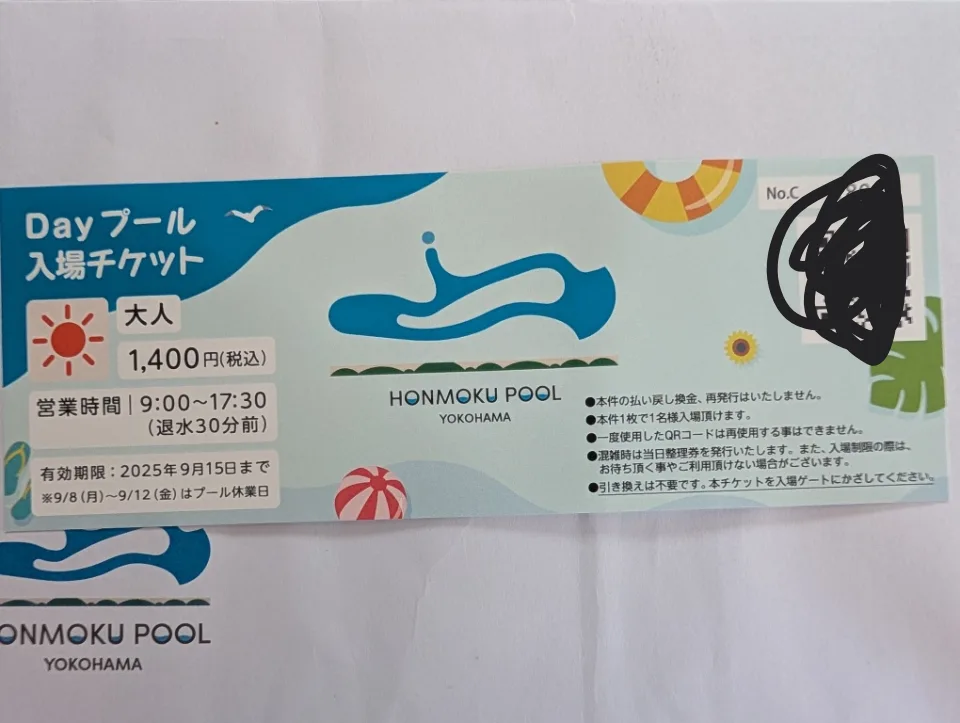 Dayプール
入場チケット
大人
1,400円(税込)
営業時間|9:00〜17:30
(退水30分前)
有効期限：2025年9月15日まで
※9/8(月)〜9/12(金)はプール休業日
HONMOKU POOL
YOKOHAMA
No.C
●本件の払い戻し換金、再発行はいたしません。
●本件1枚で1名様入場頂けます。
●一度使用したQRコードは再使用する事はできません。
●混雑時は当日整理券を発行いたします。また、入場制限の際は、
お待ち頂く事やご利用頂けない場合がございます。
●引き換えは不要です。本チケットを入場ゲートにかざしてください。
ONMOKU POOL
YOKOHAMA